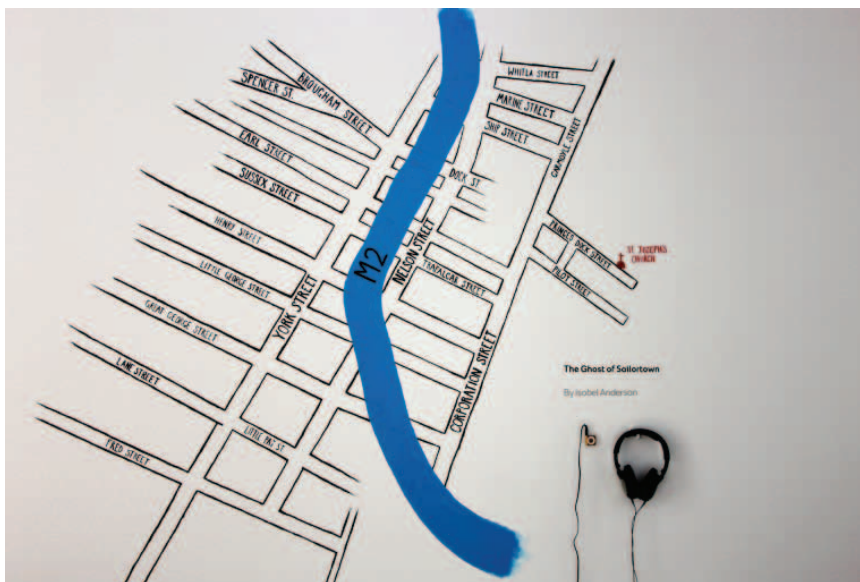 WHITLA STREET
BROUGHAM STREET
SPENCER ST.
MARINE STREET
SHIP STREET
GARMOYLE STREET
EARL STREET
SUSSEX STREET
DOCK ST.
HENRY STREET
PRINCES DOCK STREET
ST JOSEPHS
CHURCH
M2
NELSON STREET
TRAFALGAR STREET
PILOT STREET
LITTLE GEORGE STREET
YORK STREET
GREAT GEORGE STREET
LANE STREET
CORPORATION STREET
The Ghost of Sailortown
By Isobel Anderson
LITTLE PAT ST
FRED STREET